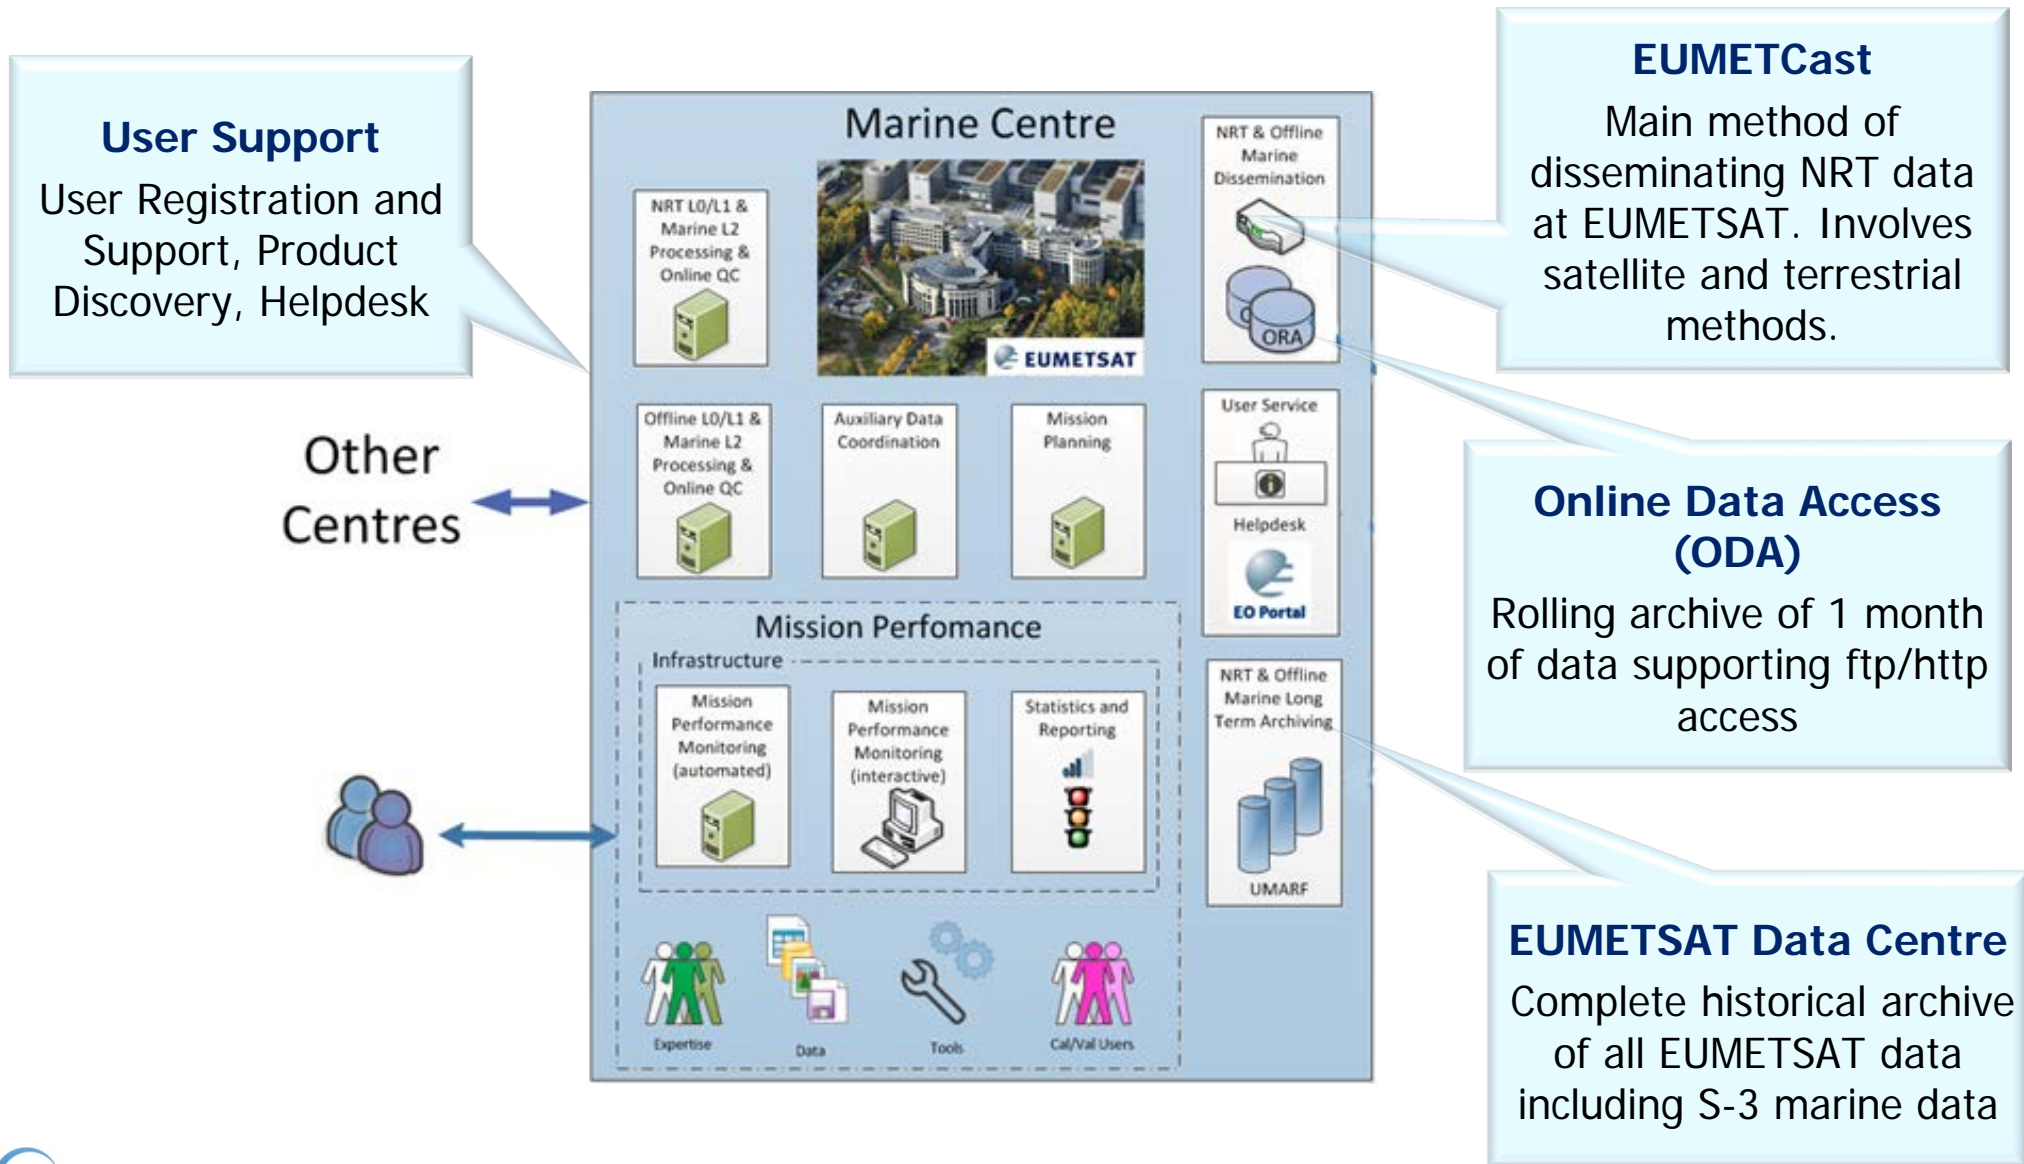 User Support
User Registration and
Support, Product
Discovery, Helpdesk
Other
Centres
Marine Centre
NRT L0/L1 &
Marine L2
Processing &
Online QC
EUMETSAT
NRT & Offline
Marine
Dissemination
ORA
Offline L0/L1 &
Marine L2
Processing &
Online QC
Auxiliary Data
Coordination
Mission
Planning
User Service
Helpdesk
EO Portal
Mission Perfomance
Infrastructure
Mission
Performance
Monitoring
(automated)
Mission
Performance
Monitoring
(interactive)
Statistics and
Reporting
NRT & Offline
Marine Long
Term Archiving
UMARF
Expertise
Data
Tools
Cal/Val Users
EUMETCast
Main method of
disseminating NRT data
at EUMETSAT. Involves
satellite and terrestrial
methods.
Online Data Access
(ODA)
Rolling archive of 1 month
of data supporting ftp/http
access
EUMETSAT Data Centre
Complete historical archive
of all EUMETSAT data
including S-3 marine data